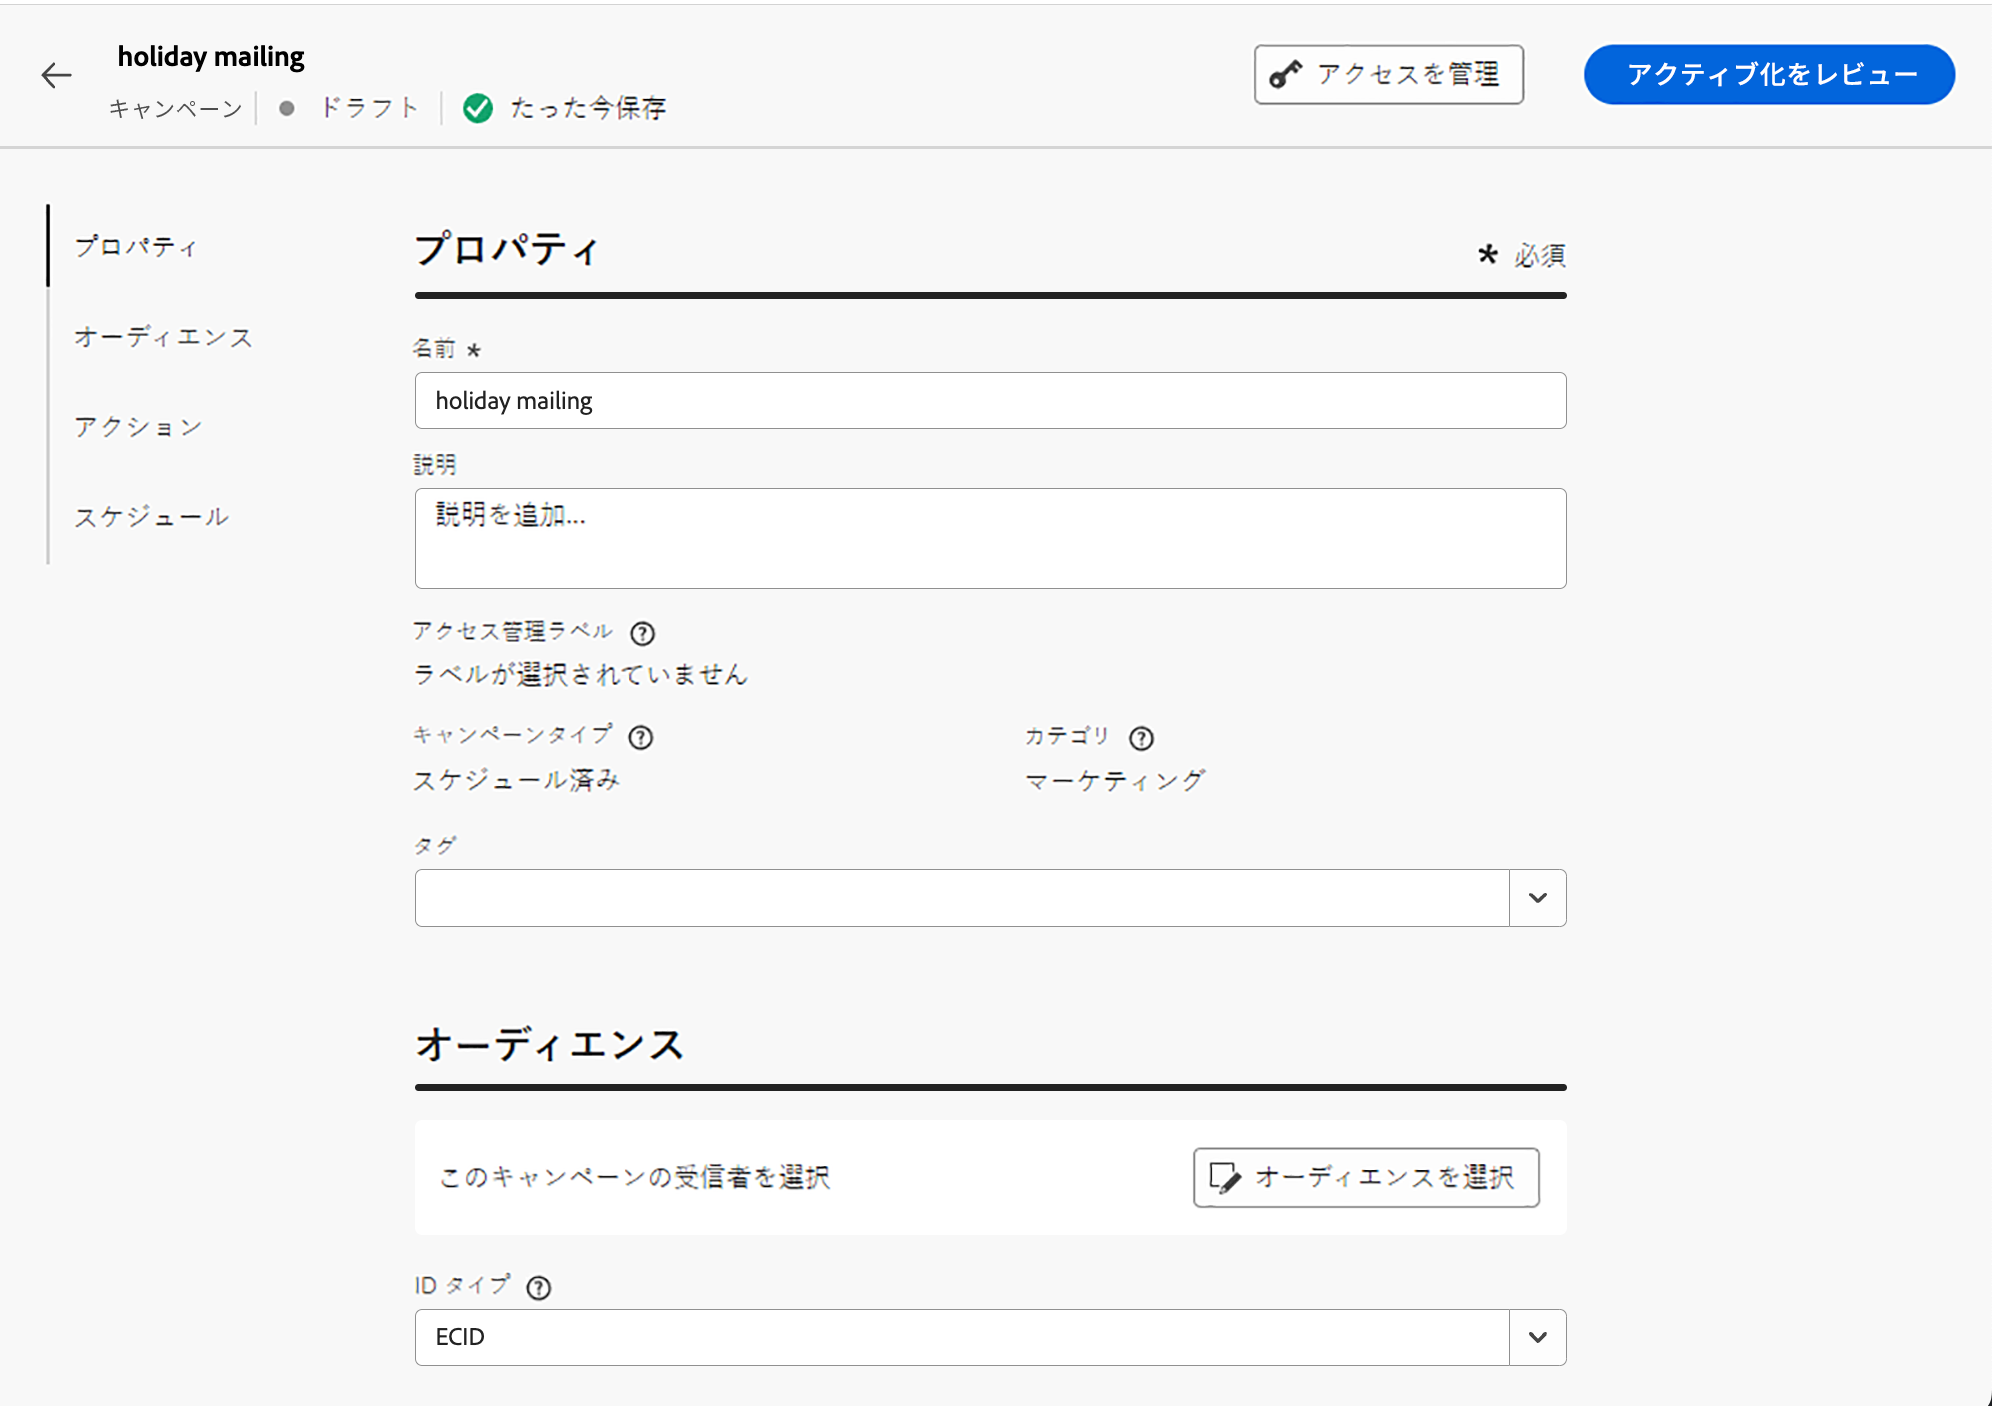 holiday mailing
キャンペーン ドラフト たった今保存
アクセスを管理
アクティブ化をレビュー
プロパティ
オーディエンス
アクション
スケジュール
プロパティ
* 必須
名前 *
holiday mailing
説明
説明を追加...
アクセス管理ラベル
ラベルが選択されていません
キャンペーンタイプ
スケジュール済み
カテゴリ
マーケティング
タグ
オーディエンス
このキャンペーンの受信者を選択
オーディエンスを選択
ID タイプ
ECID